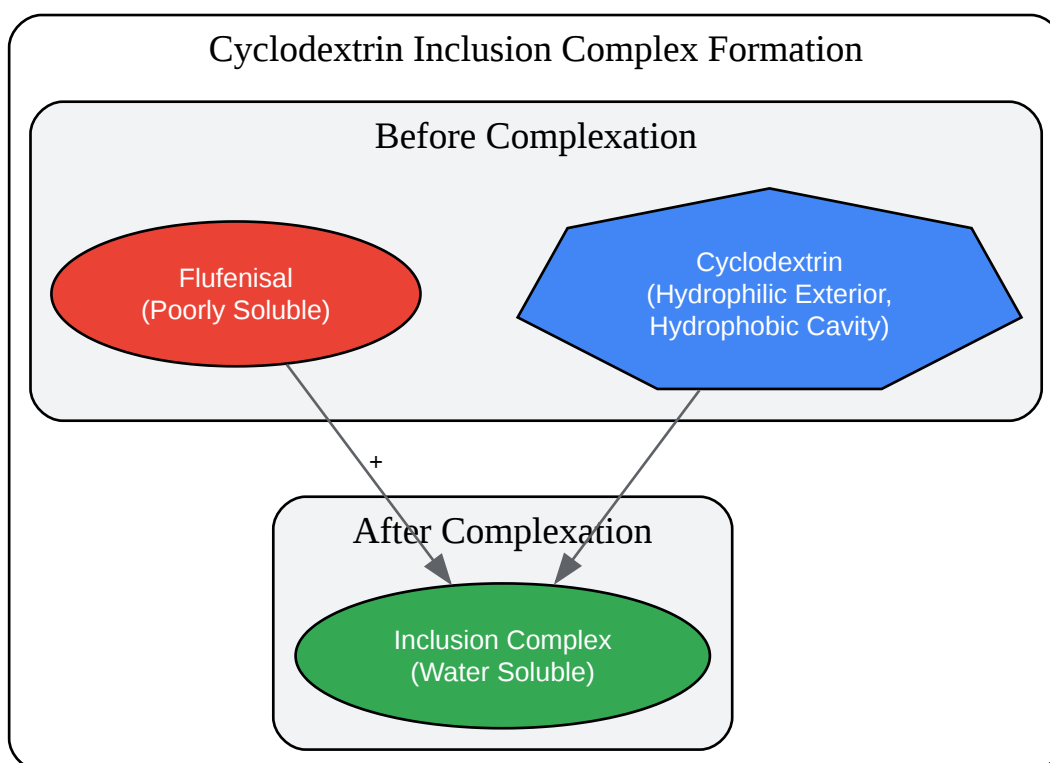 Cyclodextrin Inclusion Complex Formation
Before Complexation
Flufenisal
(Poorly Soluble)
Cyclodextrin
(Hydrophilic Exterior,
Hydrophobic Cavity)
+
After Complexation
Inclusion Complex
(Water Soluble)